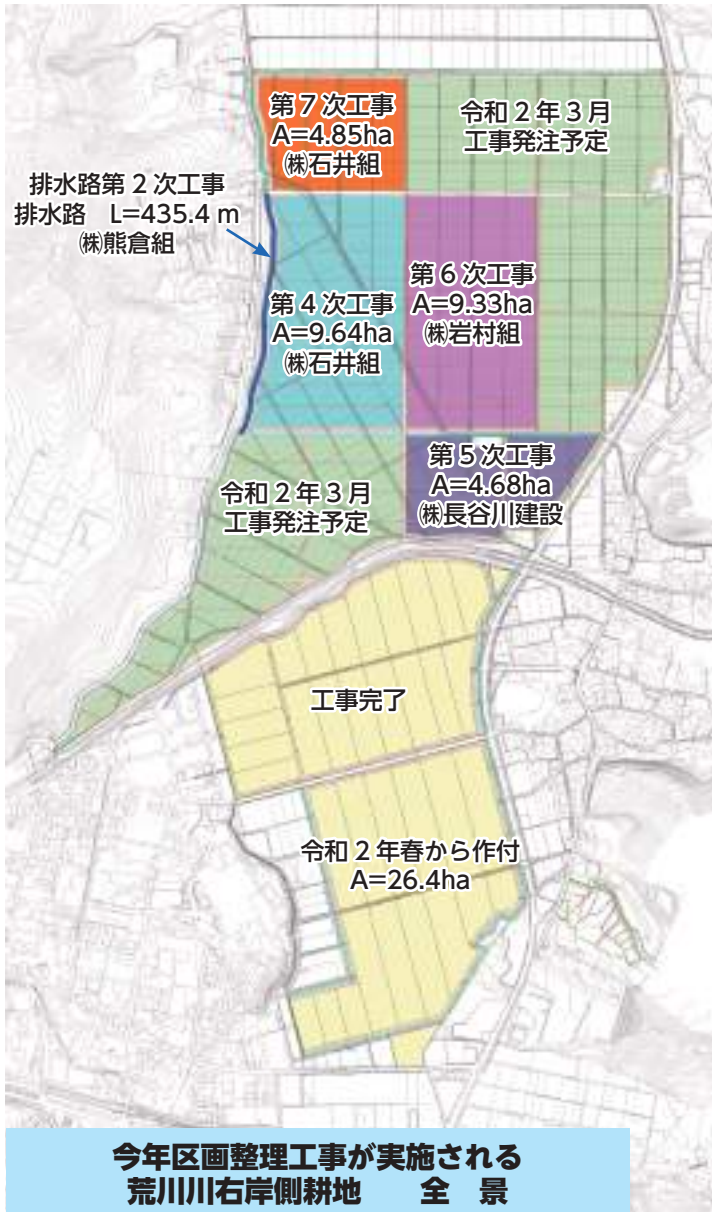 第7次工事
A=4.85ha
㈱石井組
令和2年3月
工事発注予定
排水路第2次工事
排水路　L=435.4 m
㈱熊倉組
第4次工事
A=9.64ha
㈱石井組
第6次工事
A=9.33ha
㈱岩村組
第5次工事
A=4.68ha
㈱長谷川建設
令和2年3月
工事発注予定
工事完了
令和2年春から作付
A=26.4ha
今年区画整理工事が実施される
荒川川右岸側耕地　　全　景